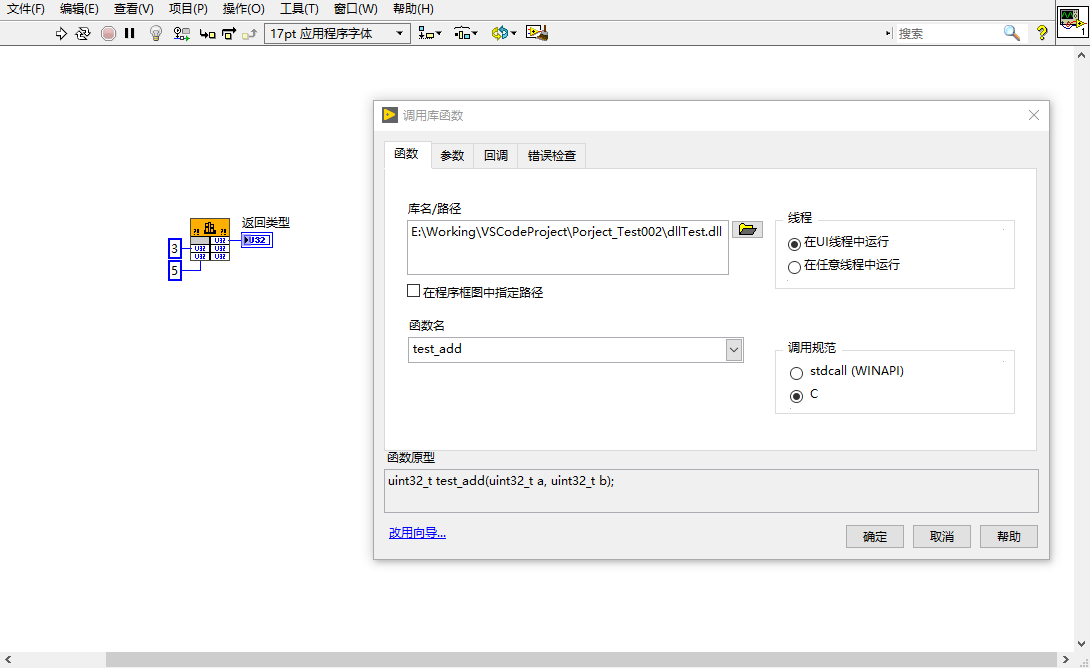 文件(F) 编辑(E) 查看(V) 项目(P) 操作(O) 工具(T) 窗口(W) 帮助(H)
17pt 应用程序字体
搜索
?
1
返回类型
?! ?!
U32
U32
3
U32 U32
U32 U32
5
调用库函数
函数 参数 回调 错误检查
库名/路径
E:\Working\VSCodeProject\Porject_Test002\dllTest.dll
在程序框图中指定路径
函数名
test_add
线程
在UI线程中运行
在任意线程中运行
调用规范
stdcall (WINAPI)
C
函数原型
uint32_t test_add(uint32_t a, uint32_t b);
改用向导...
确定 取消 帮助